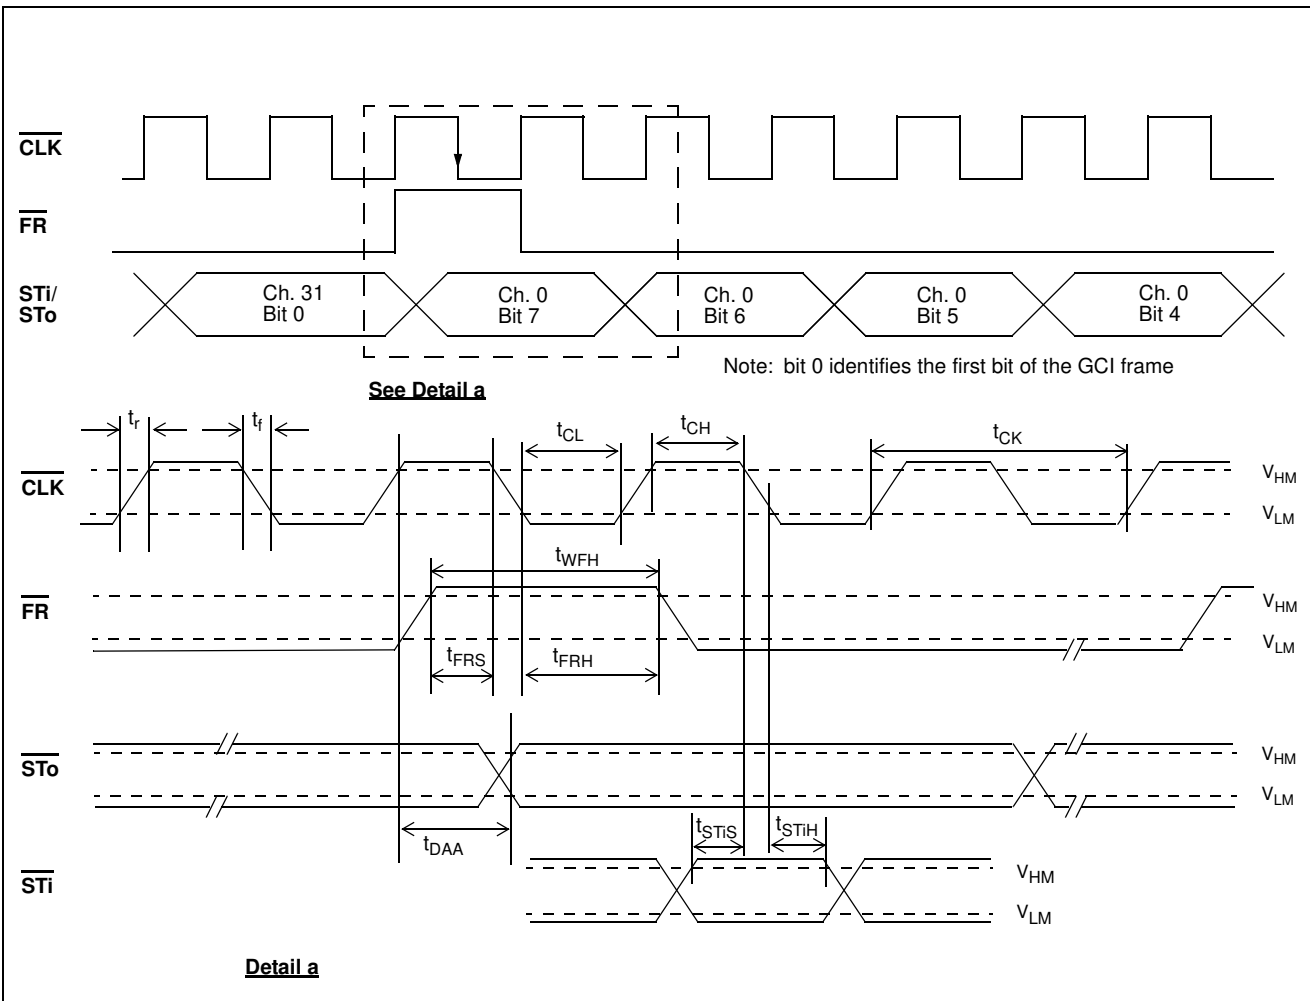 CLK
FR
STi/
STo
Ch. 31
Bit 0
Ch. 0
Bit 7
Ch. 0
Bit 6
Ch. 0
Bit 5
Ch. 0
Bit 4
Note: bit 0 identifies the first bit of the GCI frame
See Detail a
tr
tf
tCL
tCH
tCK
CLK
VHM
VLM
tWFH
FR
VHM
VLM
tFRS
tFRH
STo
VHM
VLM
tDAA
tSTiS
tSTiH
STi
VHM
VLM
Detail a